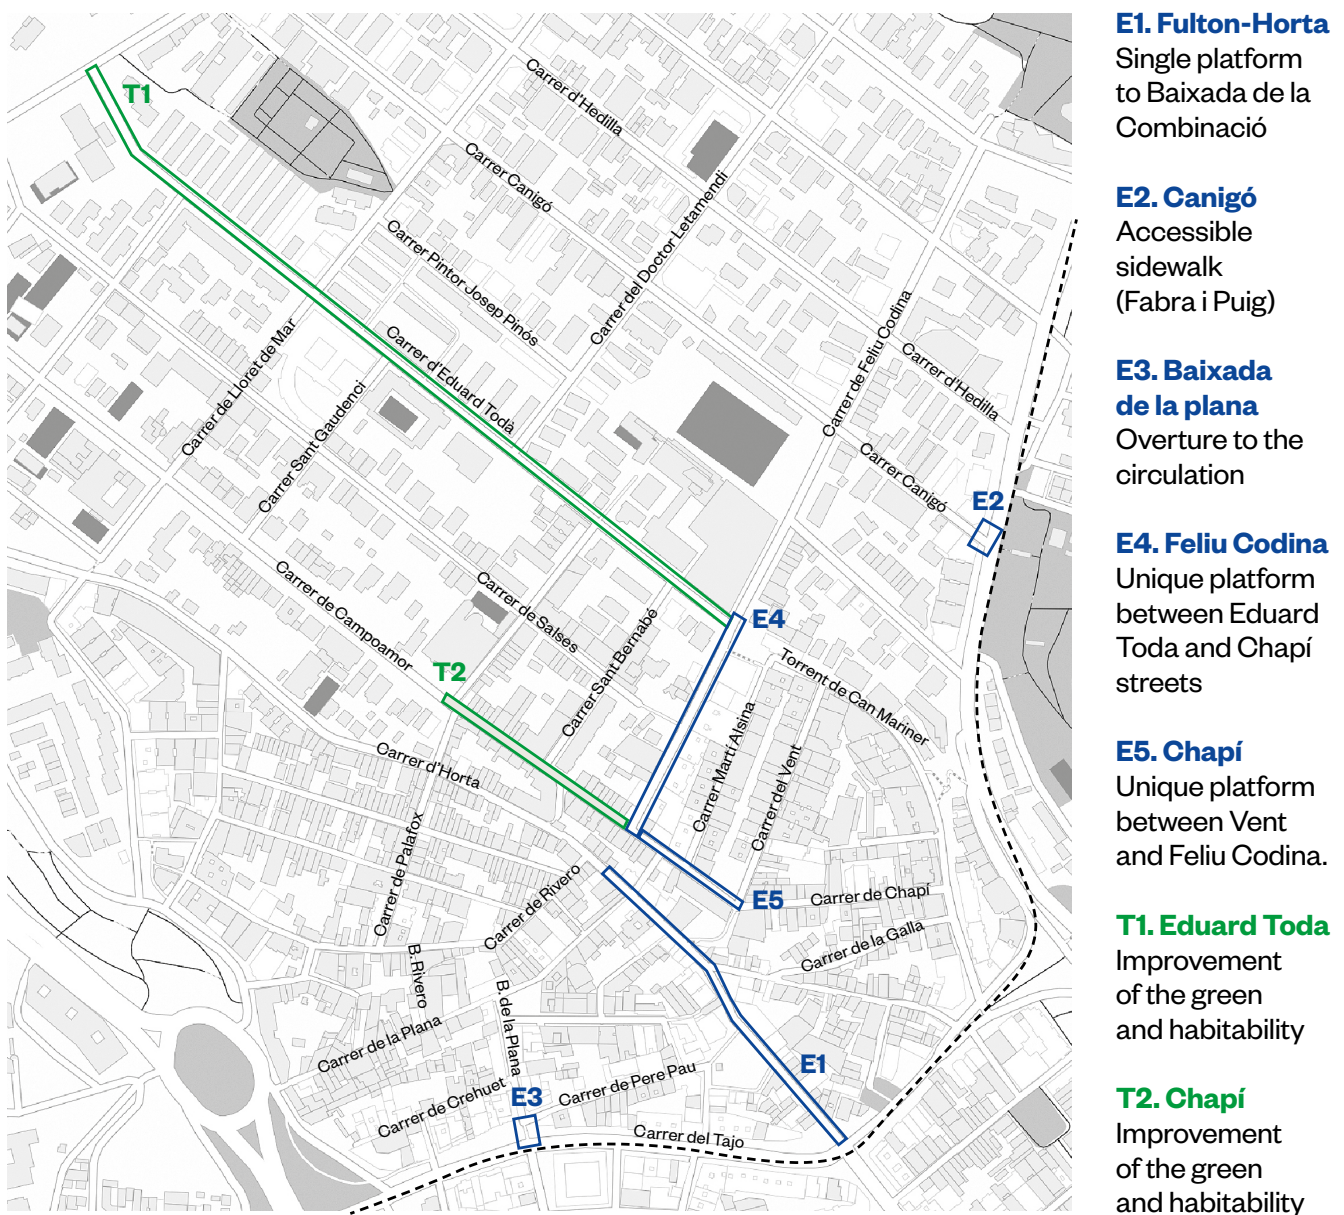 T1
Carrer d'Hedilla
Carrer Canigó
Carrer del Doctor Letamendi
Carrer Pintor Josep Pinós
Carrer d'Eduard Todà
Carrer de Lloret de Mar
Carrer Sant Gaudenci
Carrer de Feliu Codina
Carrer d'Hedilla
Carrer Canigó
E2
Carrer de Campoamor
Carrer de Salses
Carrer Sant Bernabé
E4
T2
Torrent de Can Mariner
Carrer Martí Alsina
Carrer del Vent
Carrer d'Horta
Carrer de Palafox
Carrer de Rivero
E5
Carrer de Chapí
Carrer de la Galla
B. Rivero
B. de la Plana
Carrer de la Plana
E1
Carrer de Pere Pau
Carrer de Crehuet
E3
Carrer del Tajo
E1. Fulton-Horta
Single platform
to Baixada de la
Combinació
E2. Canigó
Accessible
sidewalk
(Fabra i Puig)
E3. Baixada
de la plana
Overture to the
circulation
E4. Feliu Codina
Unique platform
between Eduard
Toda and Chapí
streets
E5. Chapí
Unique platform
between Vent
and Feliu Codina.
T1. Eduard Toda
Improvement
of the green
and habitability
T2. Chapí
Improvement
of the green
and habitability